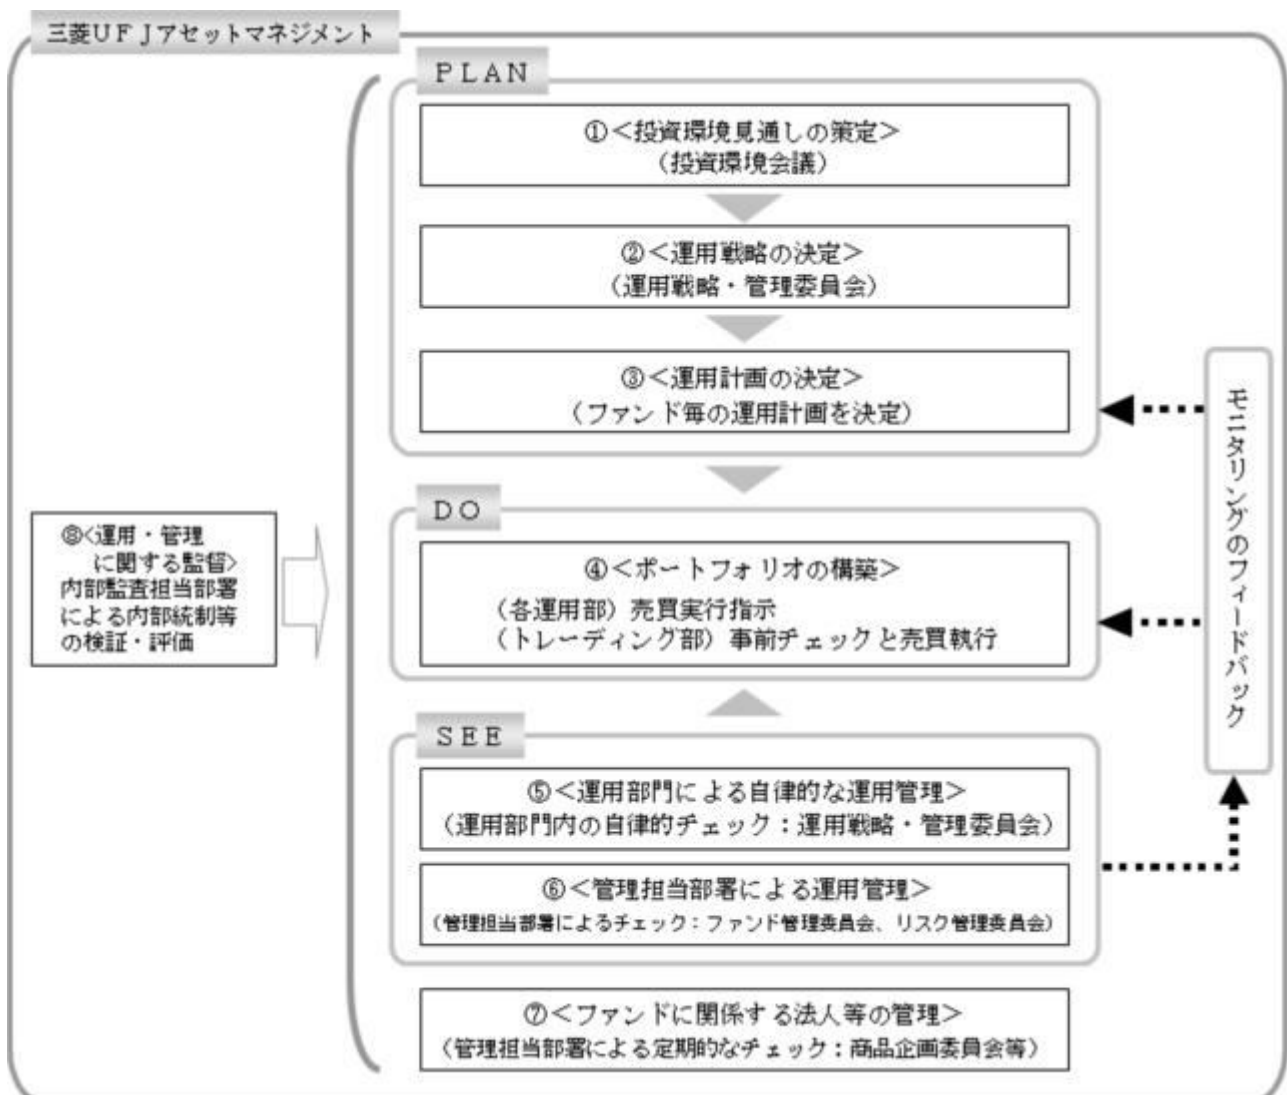 三菱ＵＦＪアセットマネジメント
ＰＬＡＮ
①＜投資環境見通しの策定＞
（投資環境会議）
②＜運用戦略の決定＞
（運用戦略・管理委員会）
③＜運用計画の決定＞
（ファンド毎の運用計画を決定）
ＤＯ
④＜ポートフォリオの構築＞
（各運用部）売買実行指示
（トレーディング部）事前チェックと売買執行
ＳＥＥ
⑤＜運用部門による自律的な運用管理＞
（運用部門内の自律的チェック：運用戦略・管理委員会）
⑥＜管理担当部署による運用管理＞
（管理担当部署によるチェック：ファンド管理委員会、リスク管理委員会）
⑦＜ファンドに関係する法人等の管理＞
（管理担当部署による定期的なチェック：商品企画委員会等）
⑧＜運用・管理
に関する監督＞
内部監査担当部署
による内部統制等
の検証・評価
モニタリングのフィードバック